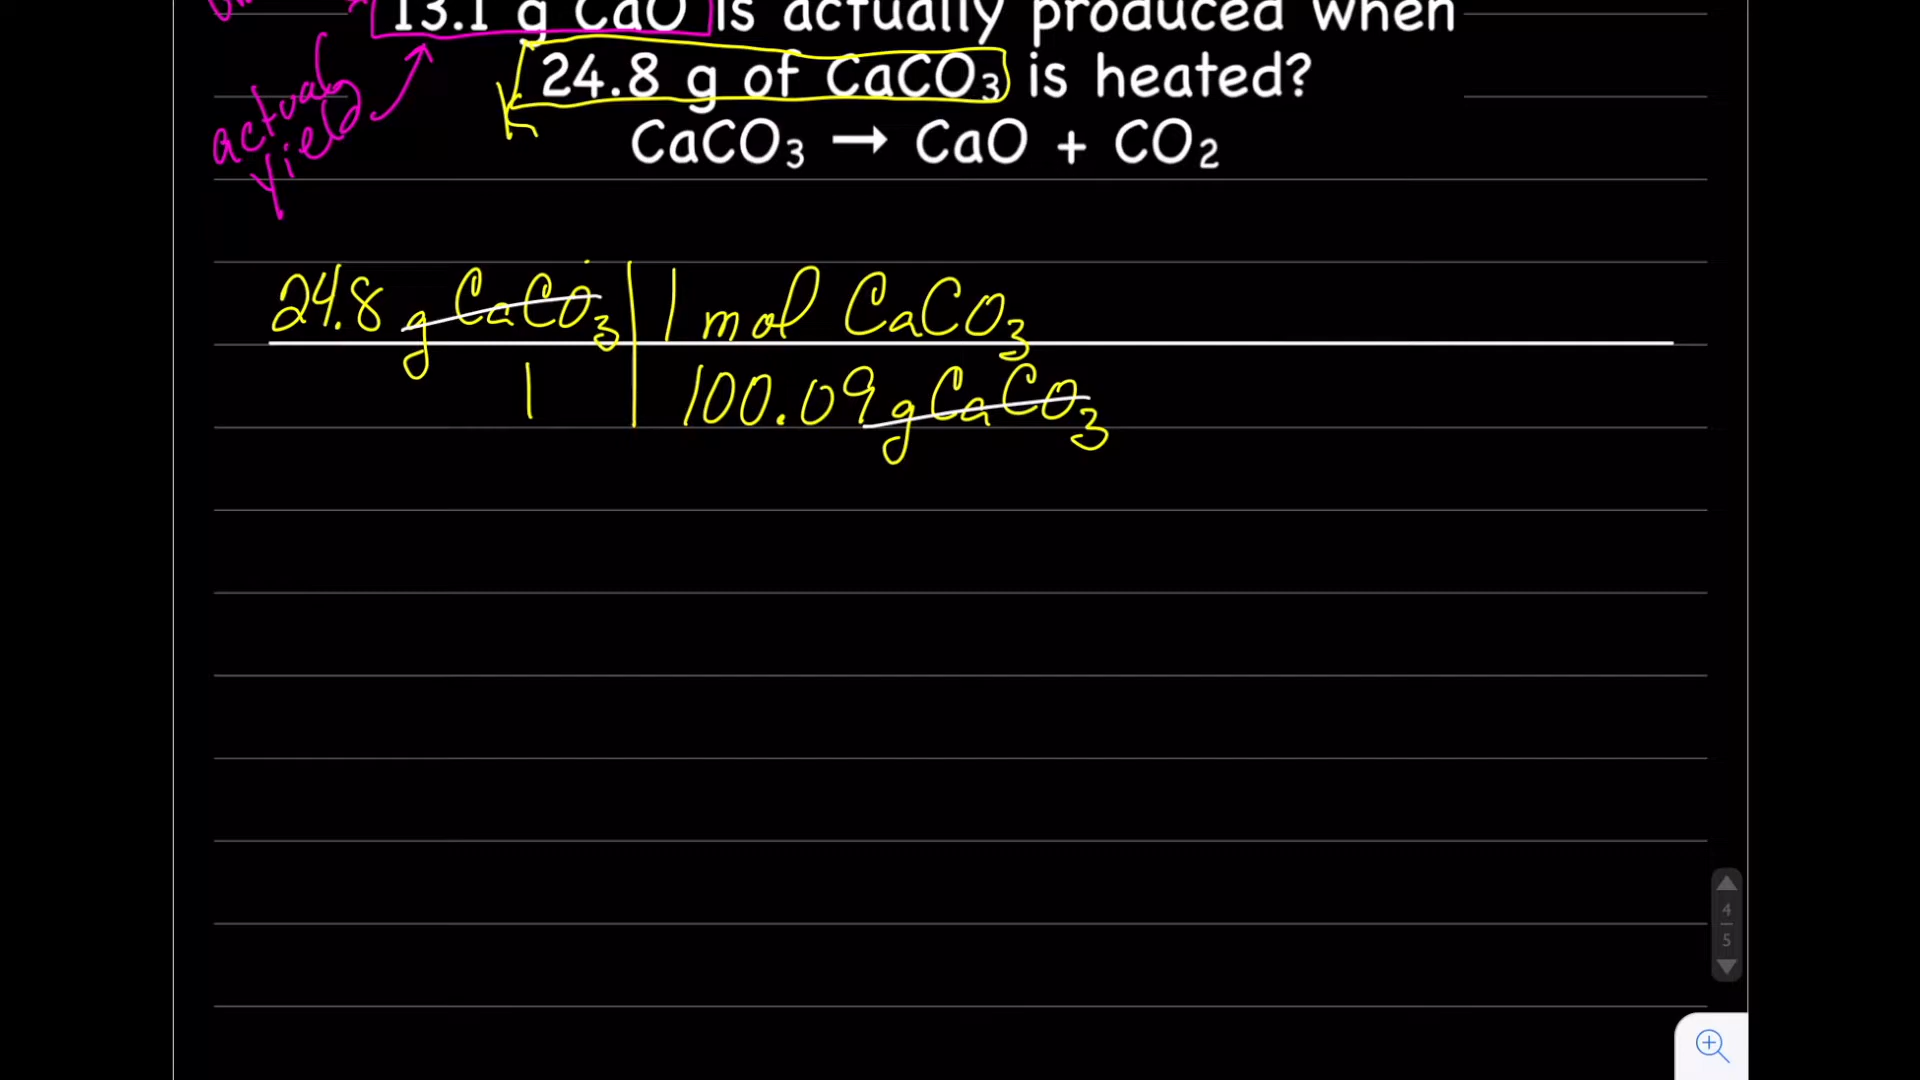 13.1 g CaO is actually produced when
24.8 g of CaCO₃ is heated?
actual
yield
CaCO₃ → CaO + CO₂
24.8 g CaCO₃ | 1 mol CaCO₃
1 | 100.09 g CaCO₃
4
5